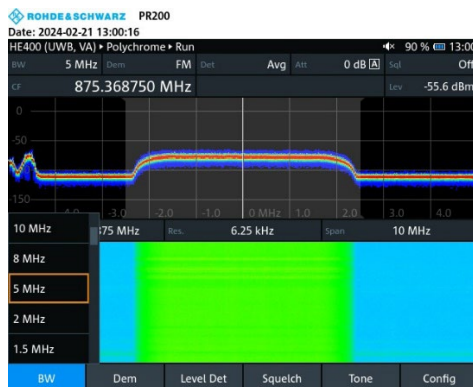 ROHDE&SCHWARZ PR200
Date: 2024-02-21 13:00:16
HE400 (UWB, VA) ▸ Polychrome ▸ Run 90 % 13:00
BW 5 MHz Dem FM Det Avg Att 0 dB A Sql Off
CF 875.368750 MHz Lev -55.6 dBm
0
-50
-150
-4.0 -3.0 -2.0 -1.0 0 MHz 1.0 2.0 3.0 4.0
10 MHz 375 MHz Res. 6.25 kHz Span 10 MHz
8 MHz
5 MHz
2 MHz
1.5 MHz
BW Dem Level Det Squelch Tone Config